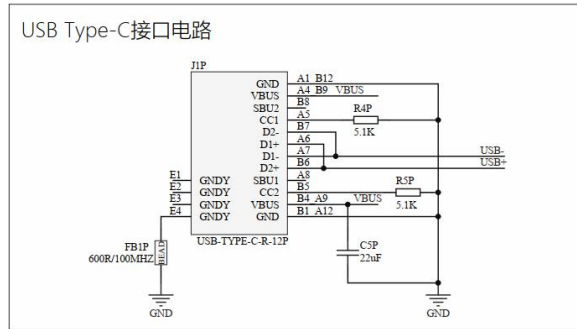 USB Type-C接口电路
J1P
GND A1 B12
VBUS A4 B9 VBUS
SBU2 B8
CC1 A5 R4P
D2- B7 5.1K
D1+ A6
D1- A7 USB-
D2+ B6 USB+
E1 GNDY SBU1 A8
E2 GNDY CC2 B5 R5P
E3 GNDY VBUS B4 A9 VBUS 5.1K
E4 GNDY GND B1 A12
USB-TYPE-C-R-12P
FB1P BEAD C5P
600R/100MHZ 22uF
GND GND